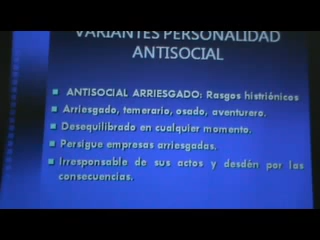 VARIANTES PERSONALIDAD
ANTISOCIAL
ANTISOCIAL ARRIESGADO: Rasgos histriónicos
Arriesgado, temerario, osado, aventurero.
Desequilibrado en cualquier momento.
Persigue empresas arriesgadas.
Irresponsable de sus actos y desdén por las
consecuencias.